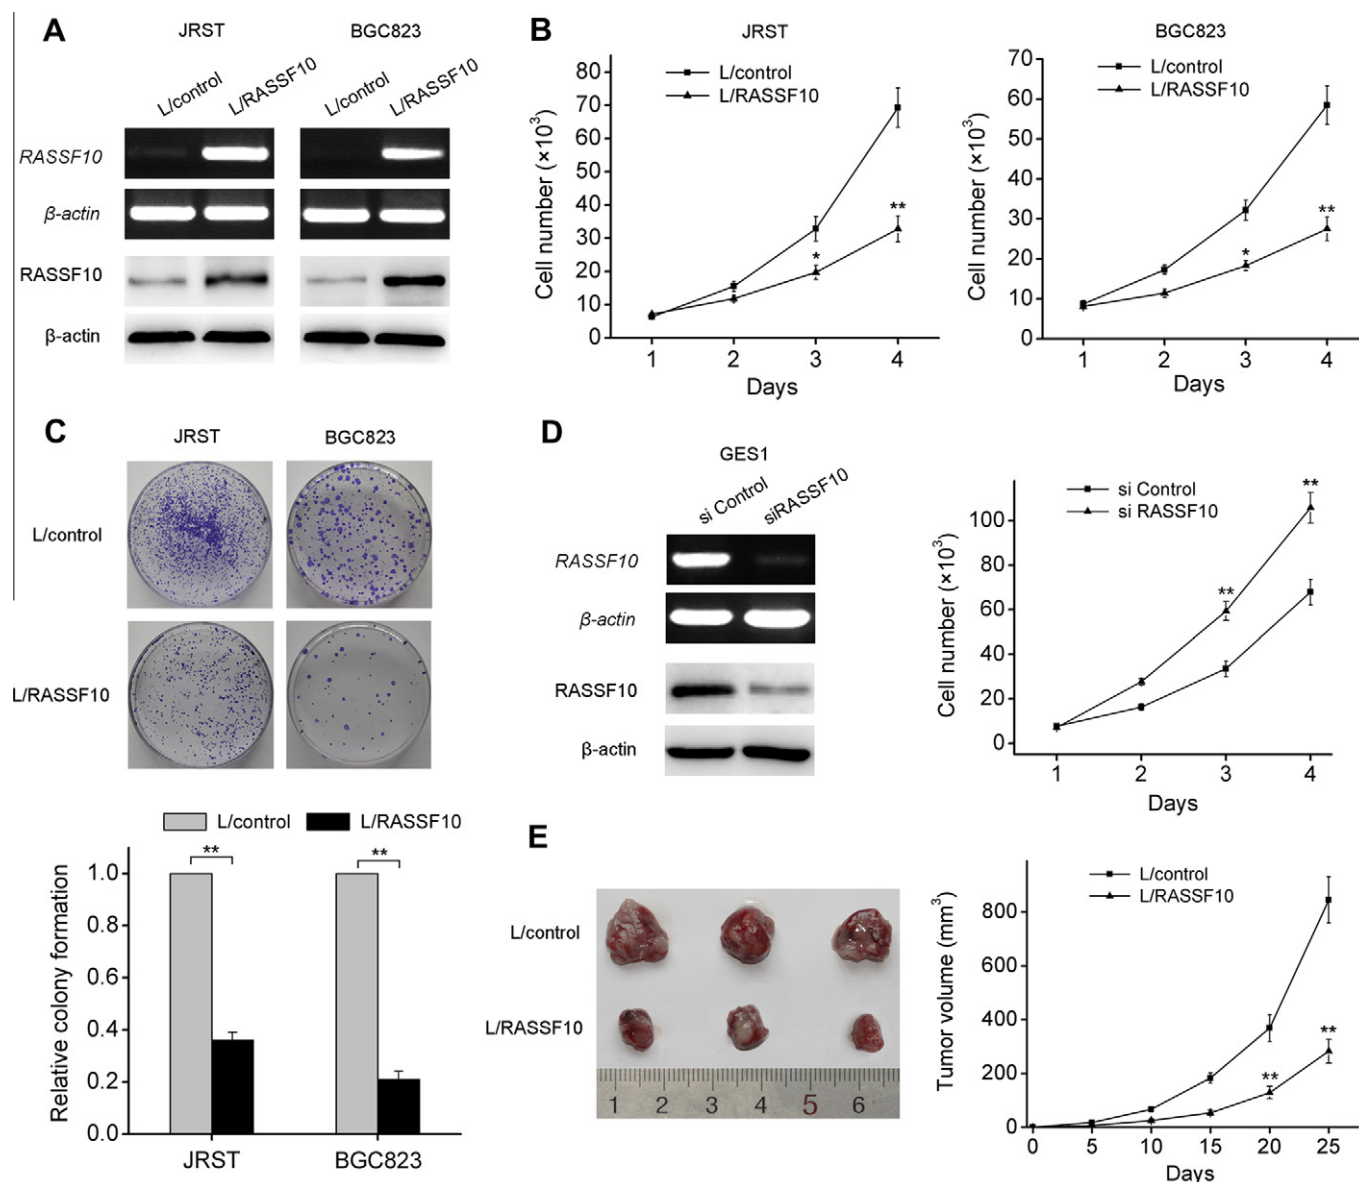 A
JRST
BGC823
L/control
L/RASSF10
L/control
L/RASSF10
RASSF10
β-actin
RASSF10
β-actin
B
JRST
L/control
L/RASSF10
Cell number (×10³)
80
70
60
50
40
30
20
10
0
*
**
1 2 3 4
Days
BGC823
L/control
L/RASSF10
Cell number (×10³)
70
60
50
40
30
20
10
0
*
**
1 2 3 4
Days
C
JRST
BGC823
L/control
L/RASSF10
L/control
L/RASSF10
Relative colony formation
1.0
0.8
0.6
0.4
0.2
0.0
**
**
JRST
BGC823
D
GES1
si Control
siRASSF10
RASSF10
β-actin
RASSF10
β-actin
si Control
si RASSF10
Cell number (×10³)
100
80
60
40
20
0
**
**
1 2 3 4
Days
E
L/control
L/RASSF10
1 2 3 4 5 6
L/control
L/RASSF10
Tumor volume (mm³)
800
600
400
200
0
**
**
0 5 10 15 20 25
Days